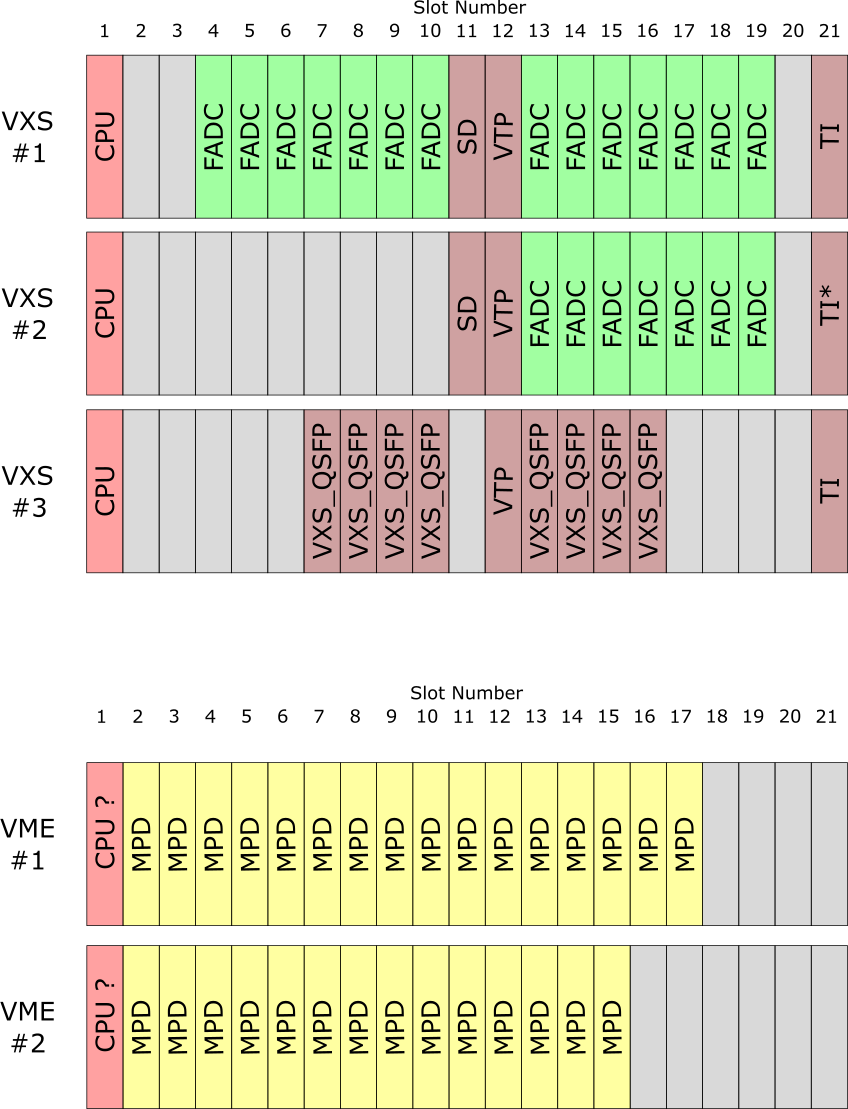 Slot Number
1 2 3 4 5 6 7 8 9 10 11 12 13 14 15 16 17 18 19 20 21
VXS #1
CPU FADC FADC FADC FADC FADC FADC FADC SD VTP FADC FADC FADC FADC FADC FADC FADC TI
VXS #2
CPU SD VTP FADC FADC FADC FADC FADC FADC FADC TI*
VXS #3
CPU VXS_QSFP VXS_QSFP VXS_QSFP VXS_QSFP VTP VXS_QSFP VXS_QSFP VXS_QSFP VXS_QSFP TI
Slot Number
1 2 3 4 5 6 7 8 9 10 11 12 13 14 15 16 17 18 19 20 21
VME #1
CPU ? MPD MPD MPD MPD MPD MPD MPD MPD MPD MPD MPD MPD MPD MPD MPD MPD
VME #2
CPU ? MPD MPD MPD MPD MPD MPD MPD MPD MPD MPD MPD MPD MPD MPD